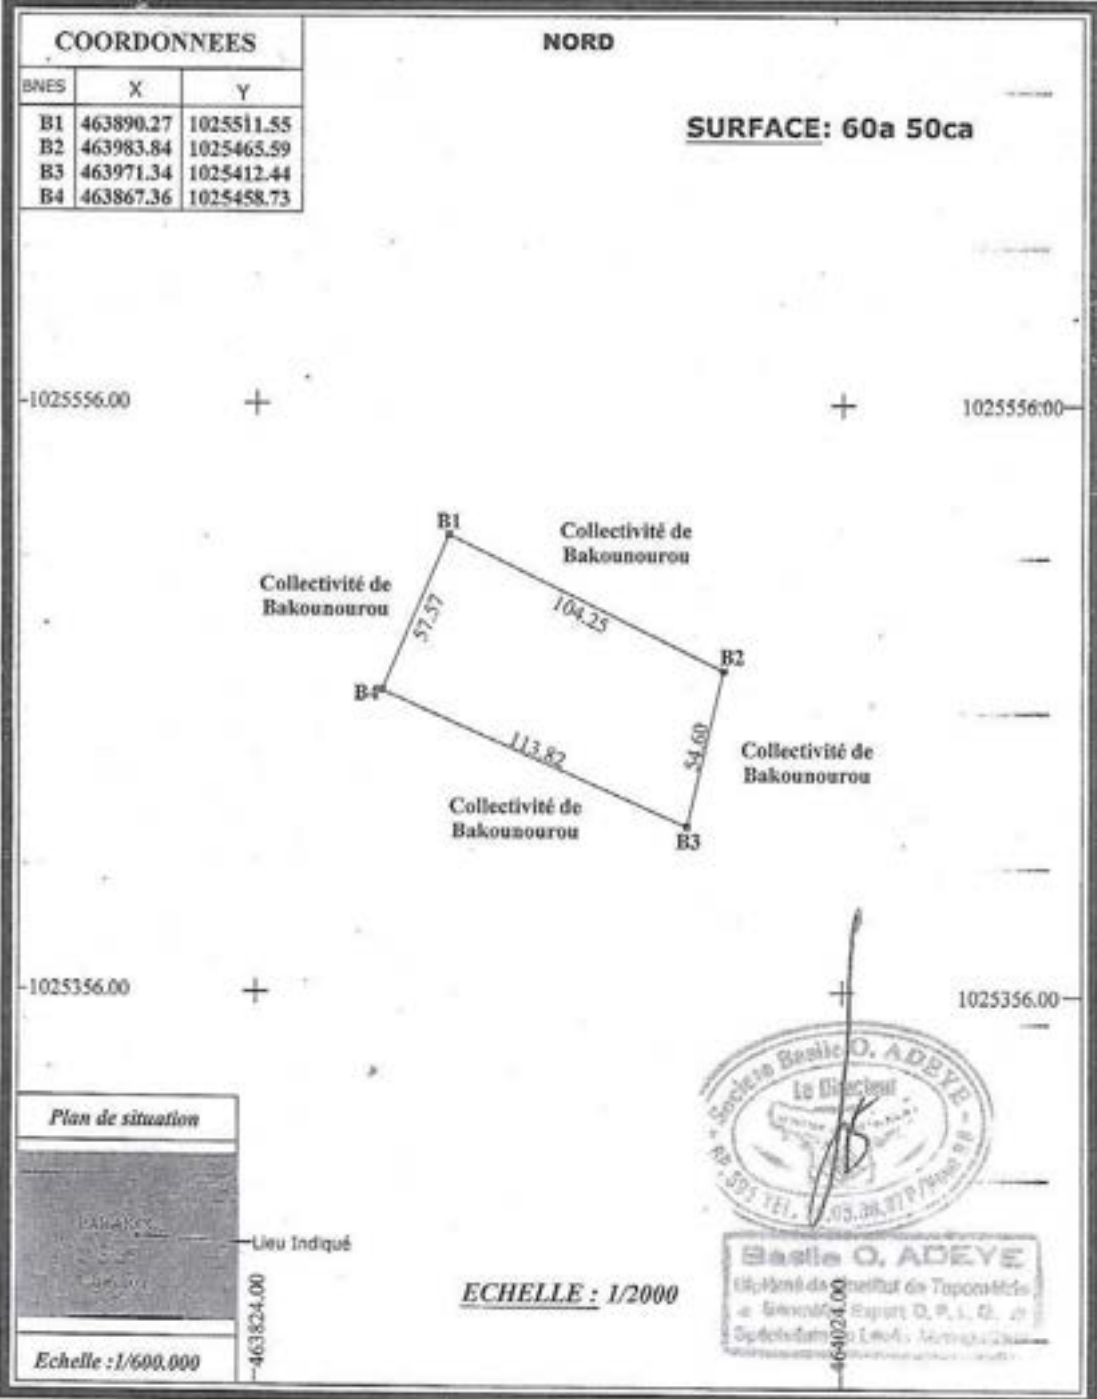 COORDONNEES
BNES X Y
B1 463890.27 1025511.55
B2 463983.84 1025465.59
B3 463971.34 1025412.44
B4 463867.36 1025458.73
NORD
SURFACE: 60a 50ca
1025556.00
1025556.00
B1
Collectivité de
Bakounourou
Collectivité de
Bakounourou
57.57
104.25
B2
B4
113.82
54.60
Collectivité de
Bakounourou
Collectivité de
Bakounourou
B3
1025356.00
1025356.00
Plan de situation
Lieu Indiqué
Echelle :1/600.000
463824.00
ECHELLE : 1/2000
464024.00
Société Basile O. ADEYE
Le Directeur
Basile O. ADEYE